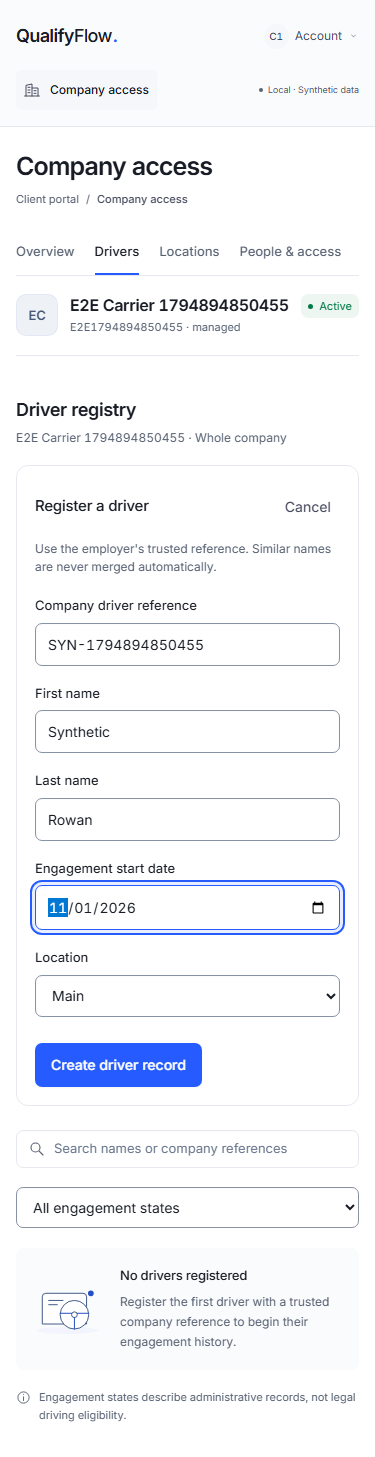 QualifyFlow.
C1 Account
Company access
Local · Synthetic data
Company access
Client portal / Company access
Overview Drivers Locations People & access
EC
E2E Carrier 1794894850455
Active
E2E1794894850455 · managed
Driver registry
E2E Carrier 1794894850455 · Whole company
Register a driver
Cancel
Use the employer's trusted reference. Similar names
are never merged automatically.
Company driver reference
SYN-1794894850455
First name
Synthetic
Last name
Rowan
Engagement start date
11/01/2026
Location
Main
Create driver record
Search names or company references
All engagement states
No drivers registered
Register the first driver with a trusted
company reference to begin their
engagement history.
Engagement states describe administrative records, not legal
driving eligibility.